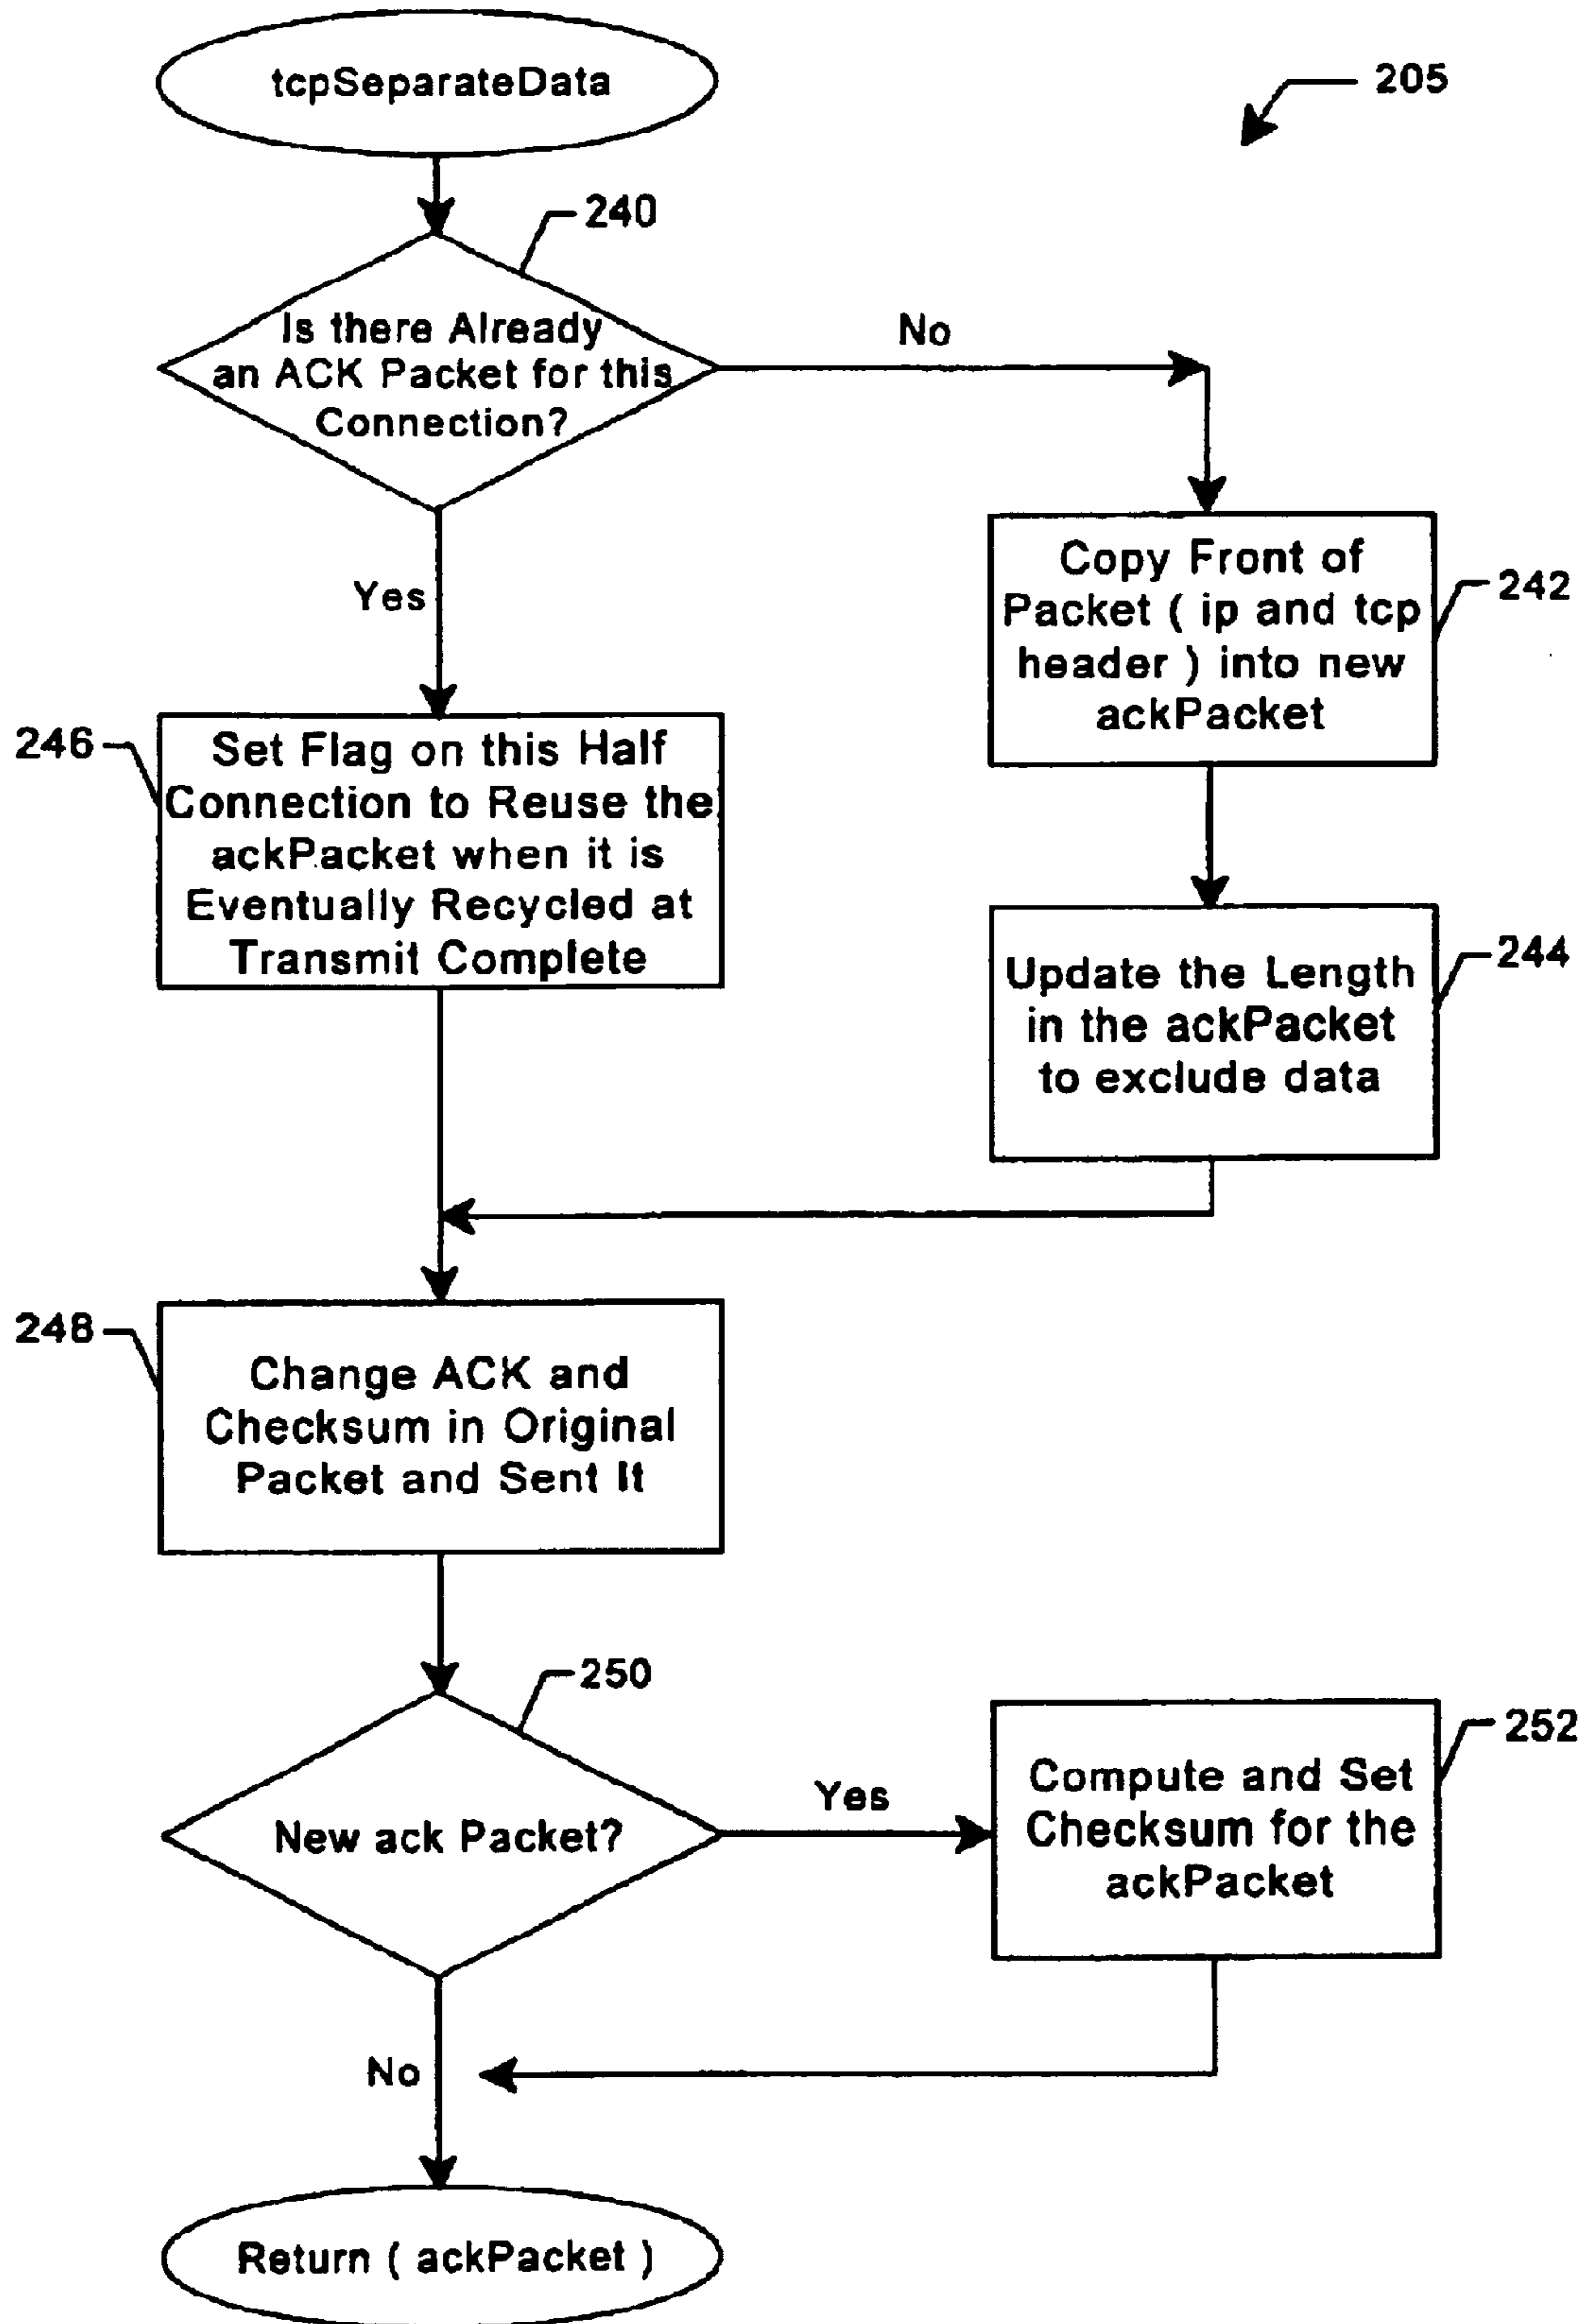 tcpSeparateData
205
240
Is there Already
an ACK Packet for this
Connection?
No
Yes
Copy Front of
Packet ( ip and tcp
header ) into new
ackPacket
242
246
Set Flag on this Half
Connection to Reuse the
ackPacket when it is
Eventually Recycled at
Transmit Complete
Update the Length
in the ackPacket
to exclude data
244
248
Change ACK and
Checksum in Original
Packet and Sent It
250
New ack Packet?
Yes
Compute and Set
Checksum for the
ackPacket
252
No
Return ( ackPacket )